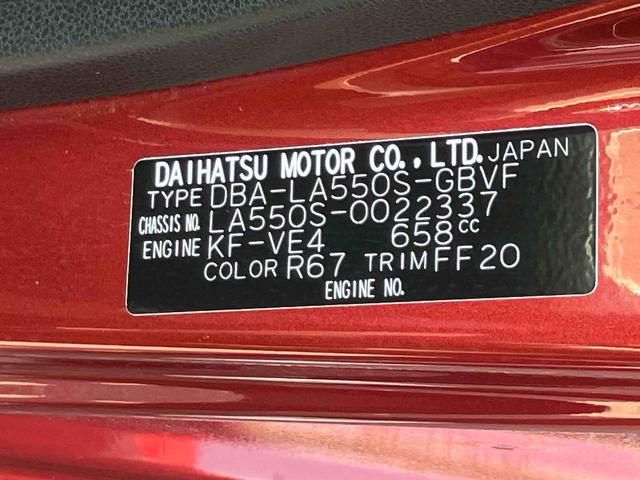 DAIHATSU MOTOR CO., LTD. JAPAN
TYPE DBA-LA550S-GBVF
CHASSIS NO. LA550S-0022337
ENGINE KF-VE4 658cc
COLOR R67 TRIM FF20
ENGINE NO.